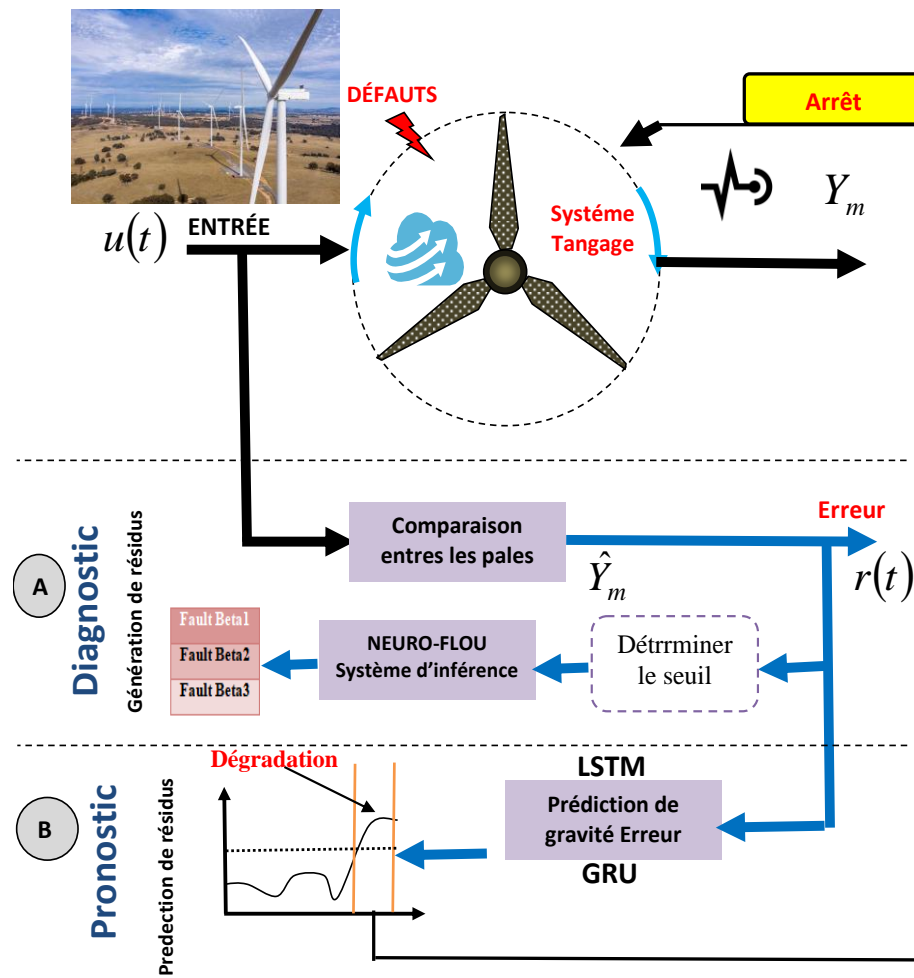 DÉFAUTS
Arrêt
u(t)
ENTRÉE
Systéme
Tangage
Y_m
A
Diagnostic
Génération de résidus
Comparaison
entres les pales
Ŷ_m
Erreur
r(t)
Fault Beta1
Fault Beta2
Fault Beta3
NEURO-FLOU
Système d'inférence
Détrrminer
le seuil
B
Pronostic
Predection de résidus
Dégradation
LSTM
Prédiction de
gravité Erreur
GRU